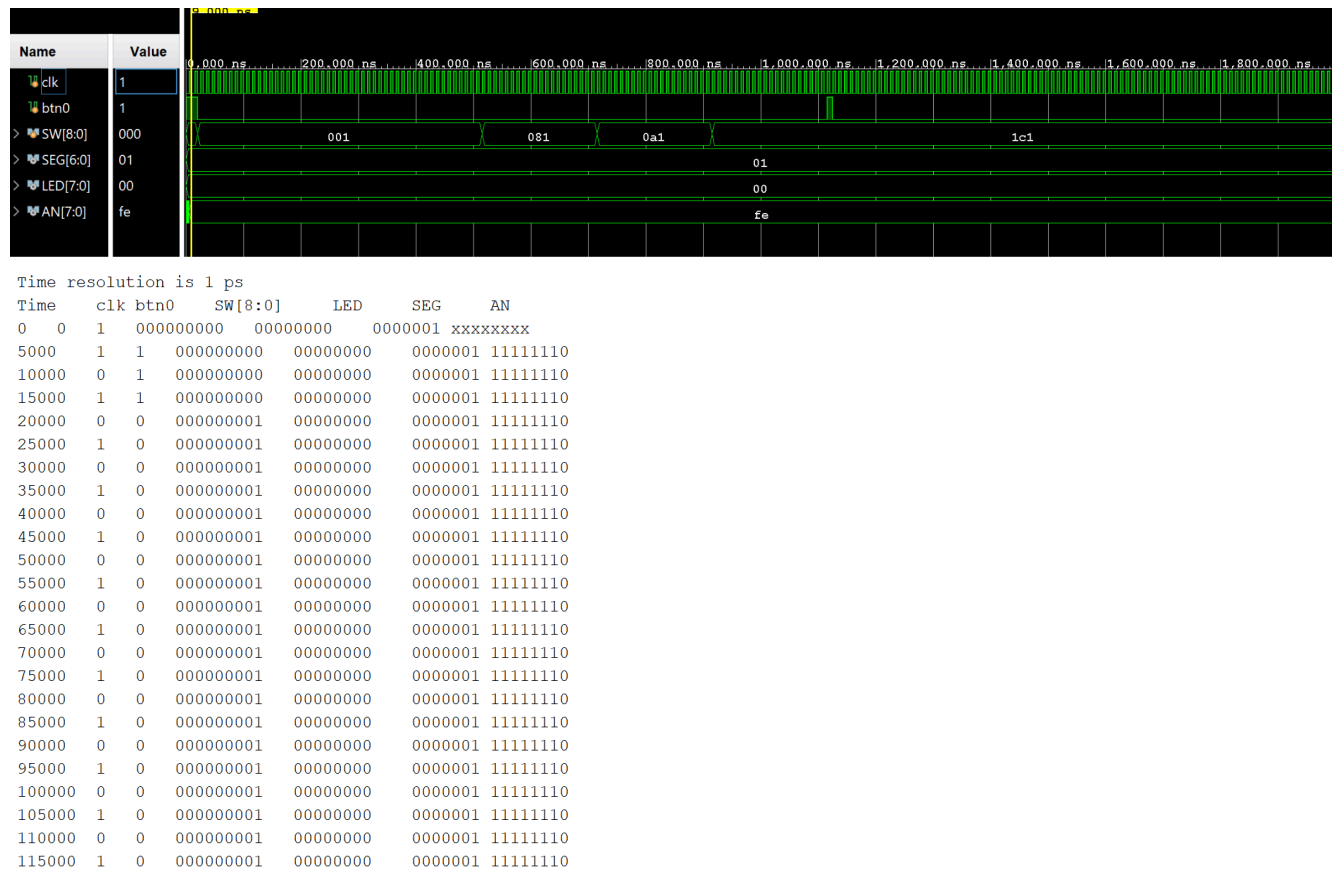 9.000 ns
Name Value
0.000 ns 200.000 ns 400.000 ns 600.000 ns 800.000 ns 1,000.000 ns 1,200.000 ns 1,400.000 ns 1,600.000 ns 1,800.000 ns
clk 1
btn0 1
SW[8:0] 000 001 081 0a1 1c1
SEG[6:0] 01 01
LED[7:0] 00 00
AN[7:0] fe fe
Time resolution is 1 ps
Time clk btn0 SW[8:0] LED SEG AN
0 0 1 000000000 00000000 0000001 xxxxxxxx
5000 1 1 000000000 00000000 0000001 11111110
10000 0 1 000000000 00000000 0000001 11111110
15000 1 1 000000000 00000000 0000001 11111110
20000 0 0 000000001 00000000 0000001 11111110
25000 1 0 000000001 00000000 0000001 11111110
30000 0 0 000000001 00000000 0000001 11111110
35000 1 0 000000001 00000000 0000001 11111110
40000 0 0 000000001 00000000 0000001 11111110
45000 1 0 000000001 00000000 0000001 11111110
50000 0 0 000000001 00000000 0000001 11111110
55000 1 0 000000001 00000000 0000001 11111110
60000 0 0 000000001 00000000 0000001 11111110
65000 1 0 000000001 00000000 0000001 11111110
70000 0 0 000000001 00000000 0000001 11111110
75000 1 0 000000001 00000000 0000001 11111110
80000 0 0 000000001 00000000 0000001 11111110
85000 1 0 000000001 00000000 0000001 11111110
90000 0 0 000000001 00000000 0000001 11111110
95000 1 0 000000001 00000000 0000001 11111110
100000 0 0 000000001 00000000 0000001 11111110
105000 1 0 000000001 00000000 0000001 11111110
110000 0 0 000000001 00000000 0000001 11111110
115000 1 0 000000001 00000000 0000001 11111110